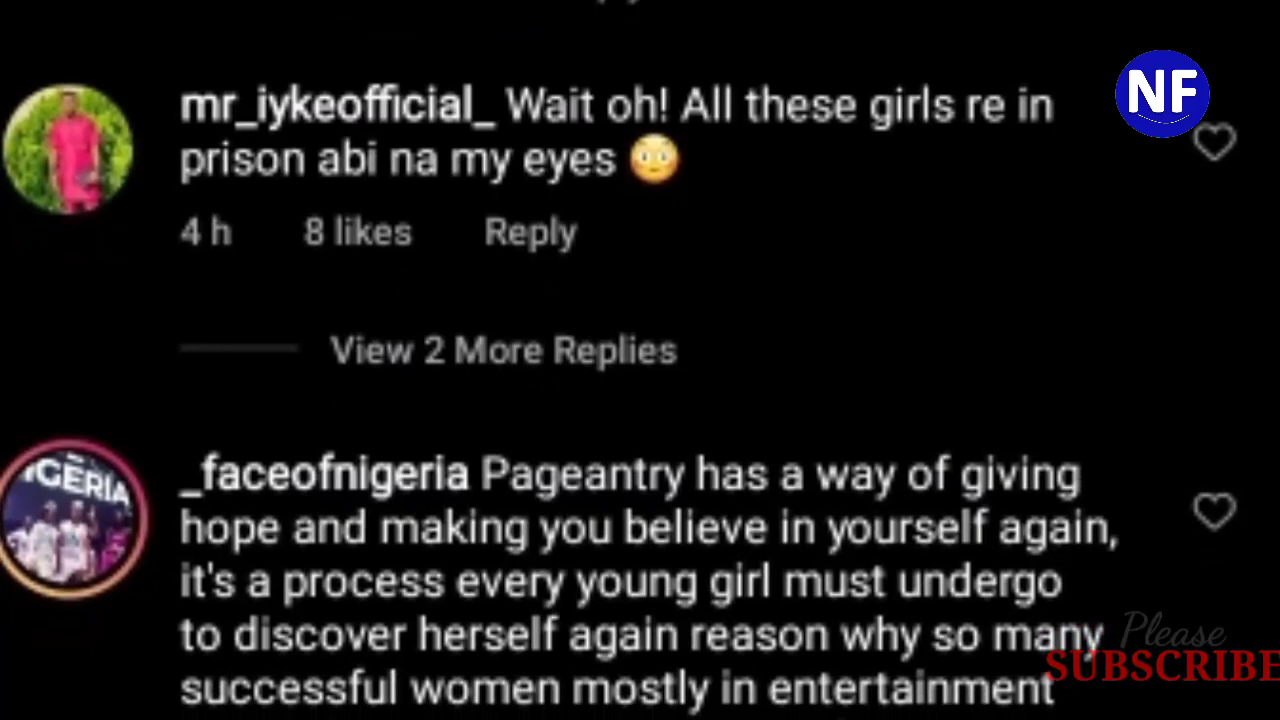 mr_iykeofficial_ Wait oh! All these girls re in
prison abi na my eyes 😳
4 h 8 likes Reply
View 2 More Replies
_faceofnigeria Pageantry has a way of giving
hope and making you believe in yourself again,
it's a process every young girl must undergo
to discover herself again reason why so many
successful women mostly in entertainment
NF
Please
SUBSCRIBE